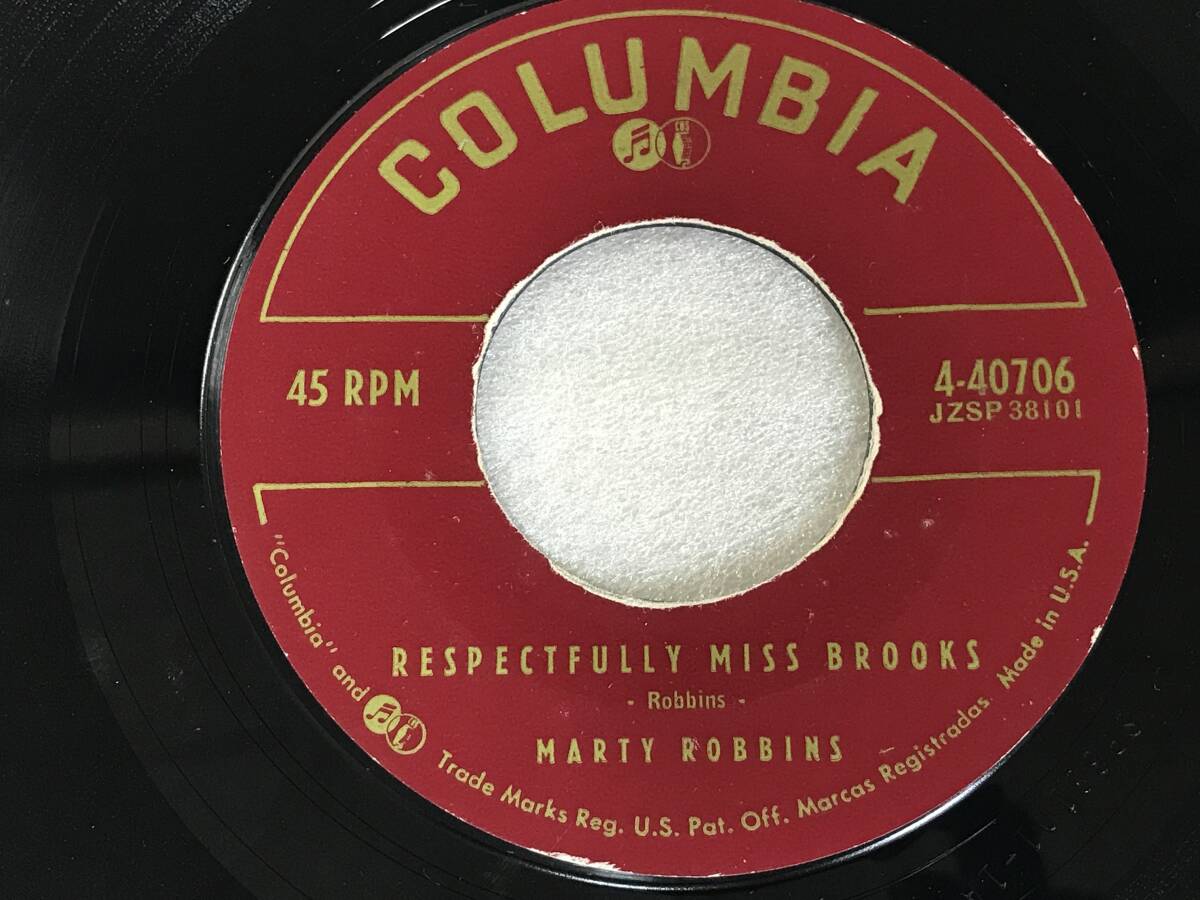 COLUMBIA
CBS
45 RPM
4-40706
JZSP 38101
RESPECTFULLY MISS BROOKS
- Robbins -
MARTY ROBBINS
"Columbia" and Trade Marks Reg. U.S. Pat. Off. Marcas Registradas. Made in U.S.A.